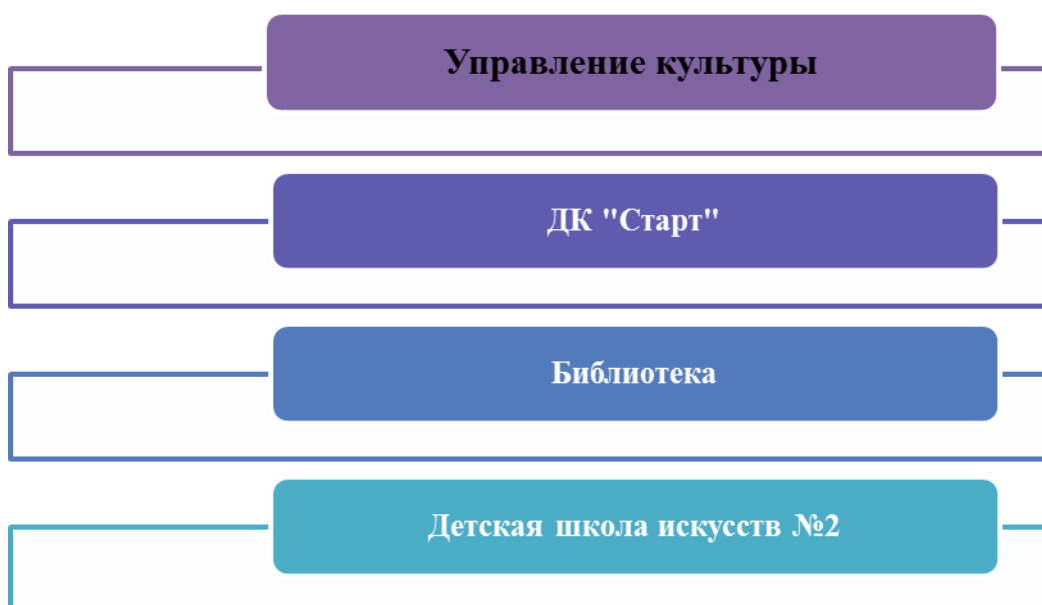 Управление культуры
ДК "Старт"
Библиотека
Детская школа искусств №2